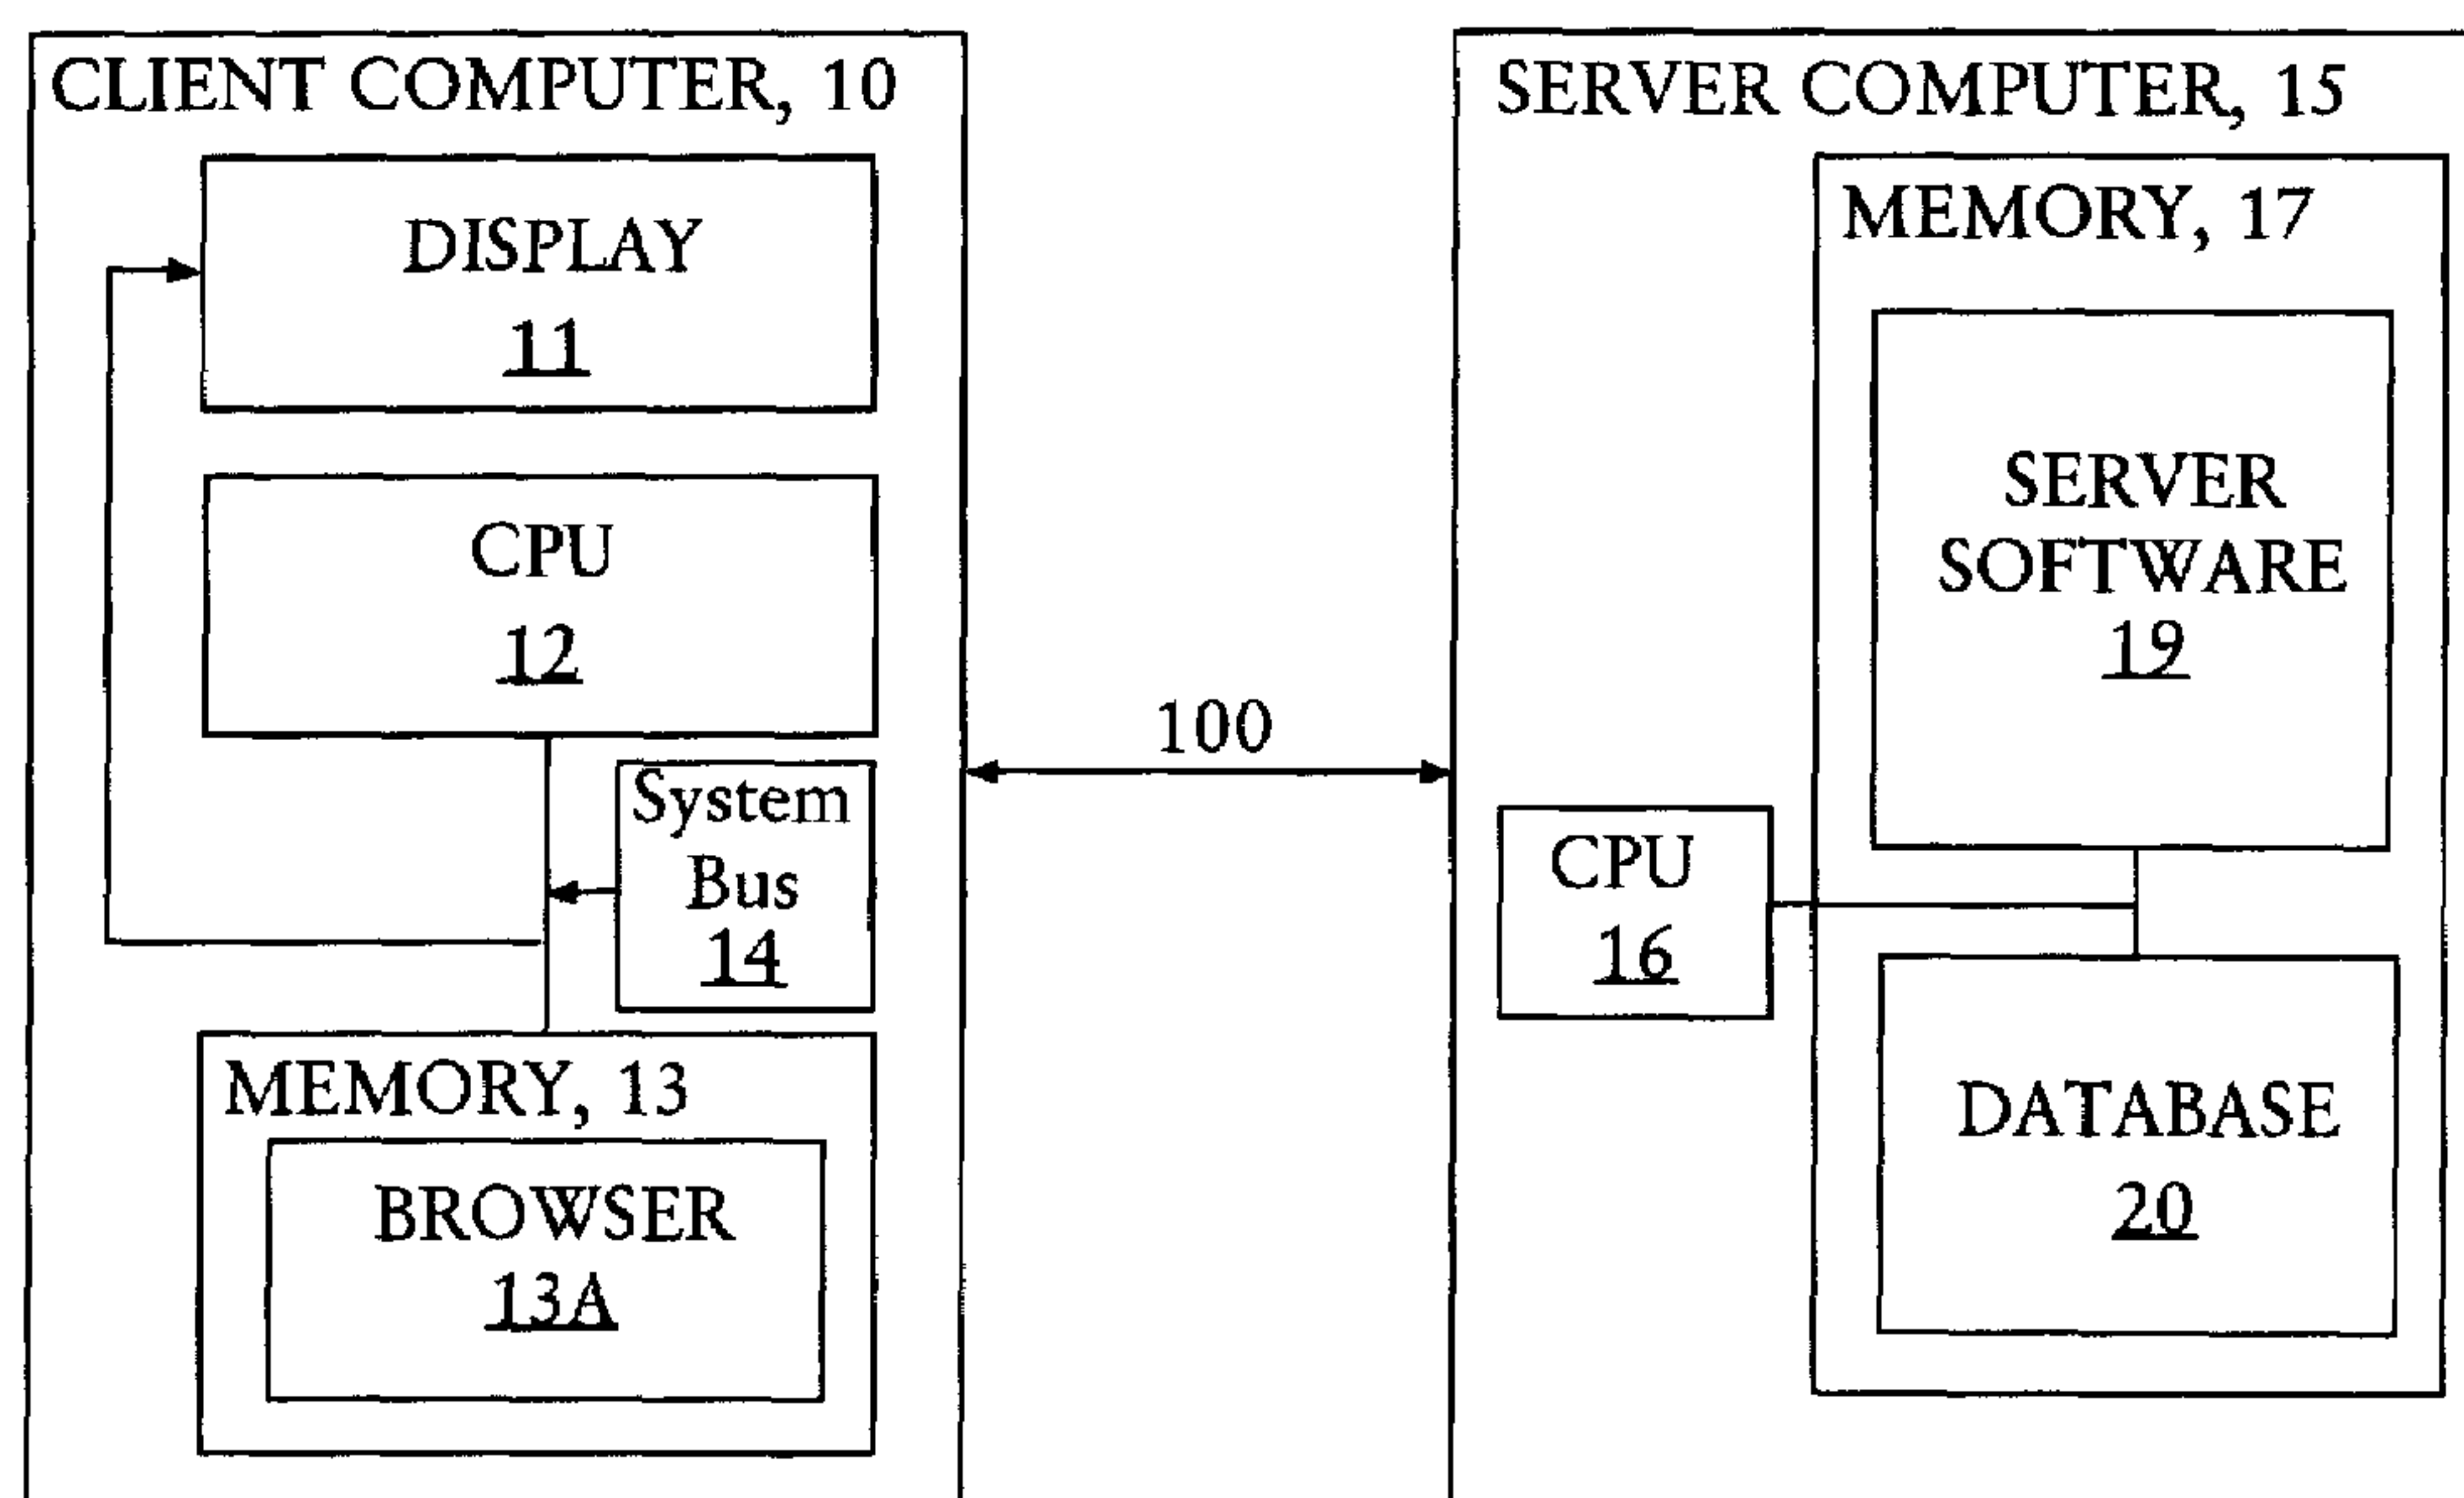 CLIENT COMPUTER, 10
DISPLAY
11
CPU
12
System
Bus
14
MEMORY, 13
BROWSER
13A
100
SERVER COMPUTER, 15
MEMORY, 17
SERVER
SOFTWARE
19
CPU
16
DATABASE
20